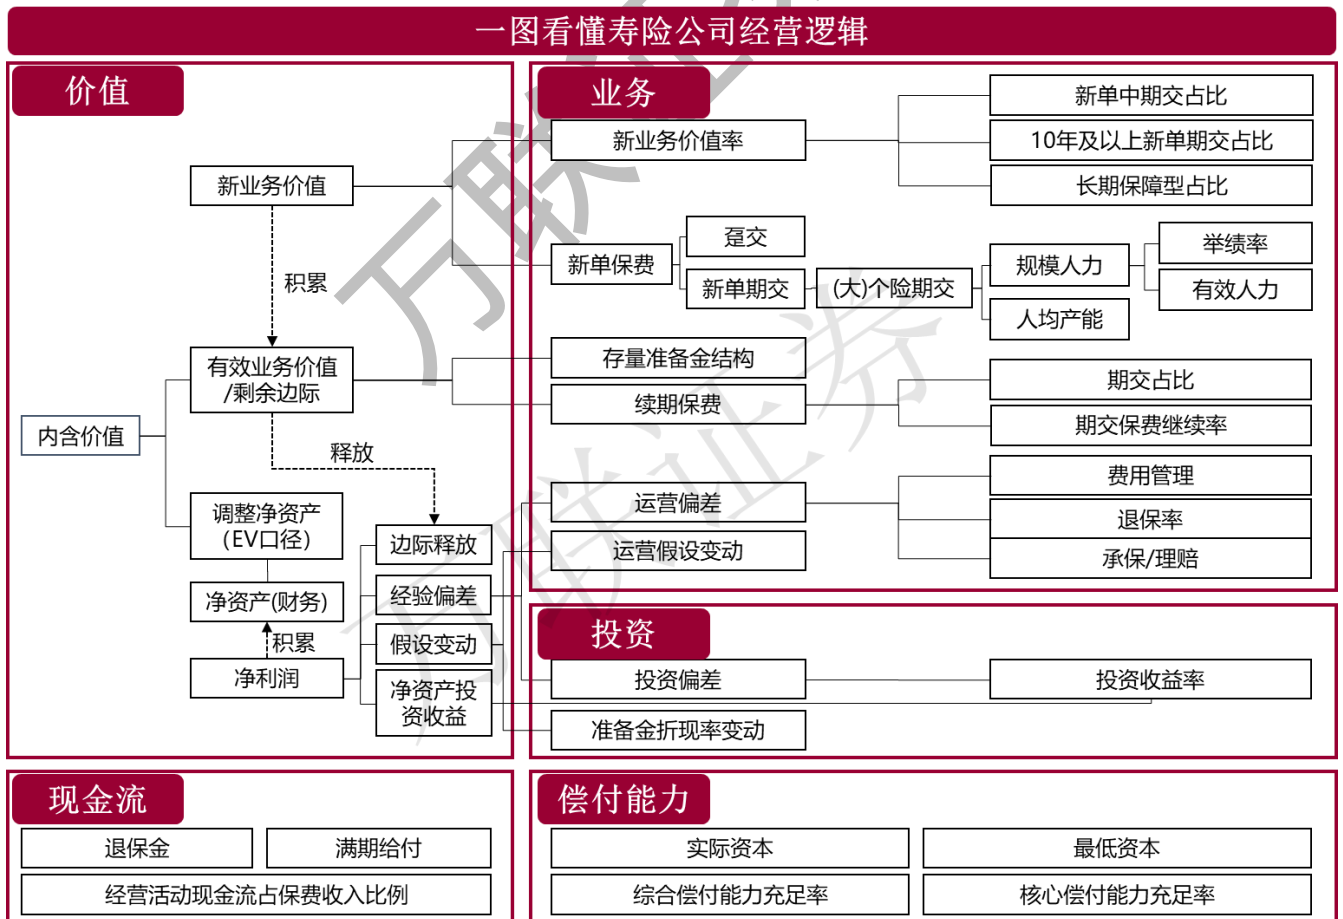 一图看懂寿险公司经营逻辑
价值
新业务价值
积累
有效业务价值
/剩余边际
内含价值
释放
调整净资产
(EV口径)
边际释放
净资产(财务)
经验偏差
积累
假设变动
净利润
净资产投
资收益
业务
新业务价值率
新单中期交占比
10年及以上新单期交占比
长期保障型占比
新单保费
趸交
新单期交
(大)个险期交
规模人力
人均产能
举绩率
有效人力
存量准备金结构
续期保费
期交占比
期交保费继续率
运营偏差
运营假设变动
费用管理
退保率
承保/理赔
投资
投资偏差
投资收益率
准备金折现率变动
现金流
退保金
满期给付
经营活动现金流占保费收入比例
偿付能力
实际资本
最低资本
综合偿付能力充足率
核心偿付能力充足率
万联证券
万联证券